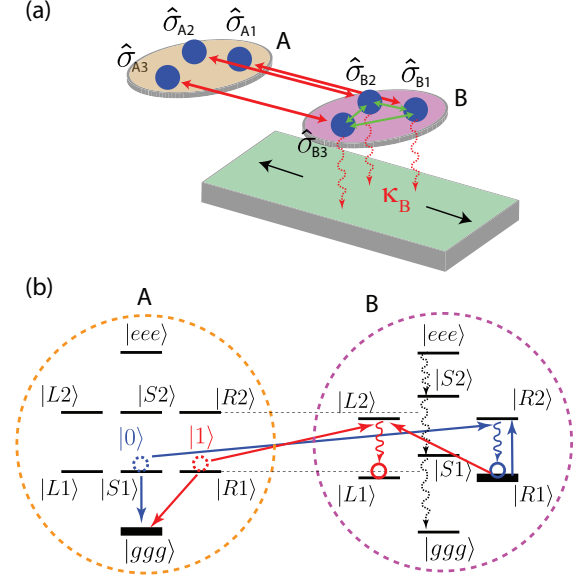 (a)
σ̂A2 σ̂A1 A
σ̂A3 σ̂B2 σ̂B1
B
σ̂B3
κB
(b)
A B
|eee⟩ |eee⟩
|L2⟩ |S2⟩ |R2⟩ |L2⟩ |S2⟩ |R2⟩
|0⟩ |1⟩
|L1⟩ |S1⟩ |R1⟩ |L1⟩ |S1⟩ |R1⟩
|ggg⟩ |ggg⟩